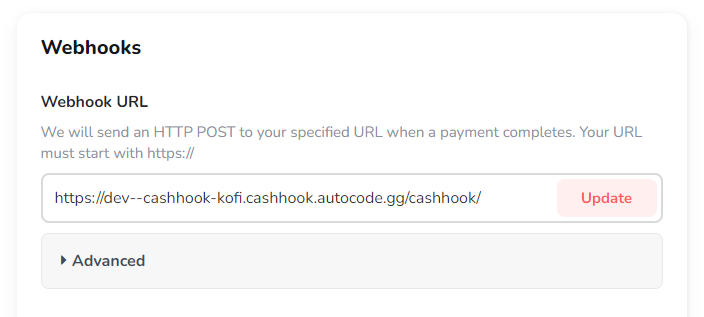 Webhooks
Webhook URL
We will send an HTTP POST to your specified URL when a payment completes. Your URL
must start with https://
https://dev--cashhook-kofi.cashhook.autocode.gg/cashhook/
Update
Advanced